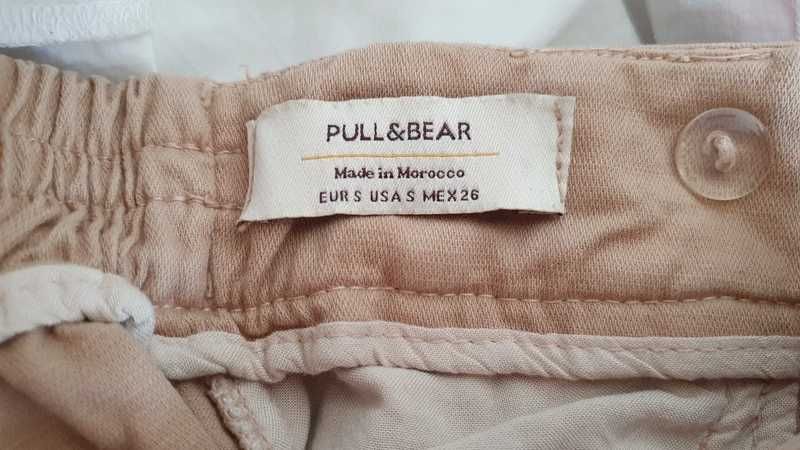 PULL&BEAR
Made in Morocco
EUR S USA S MEX 26